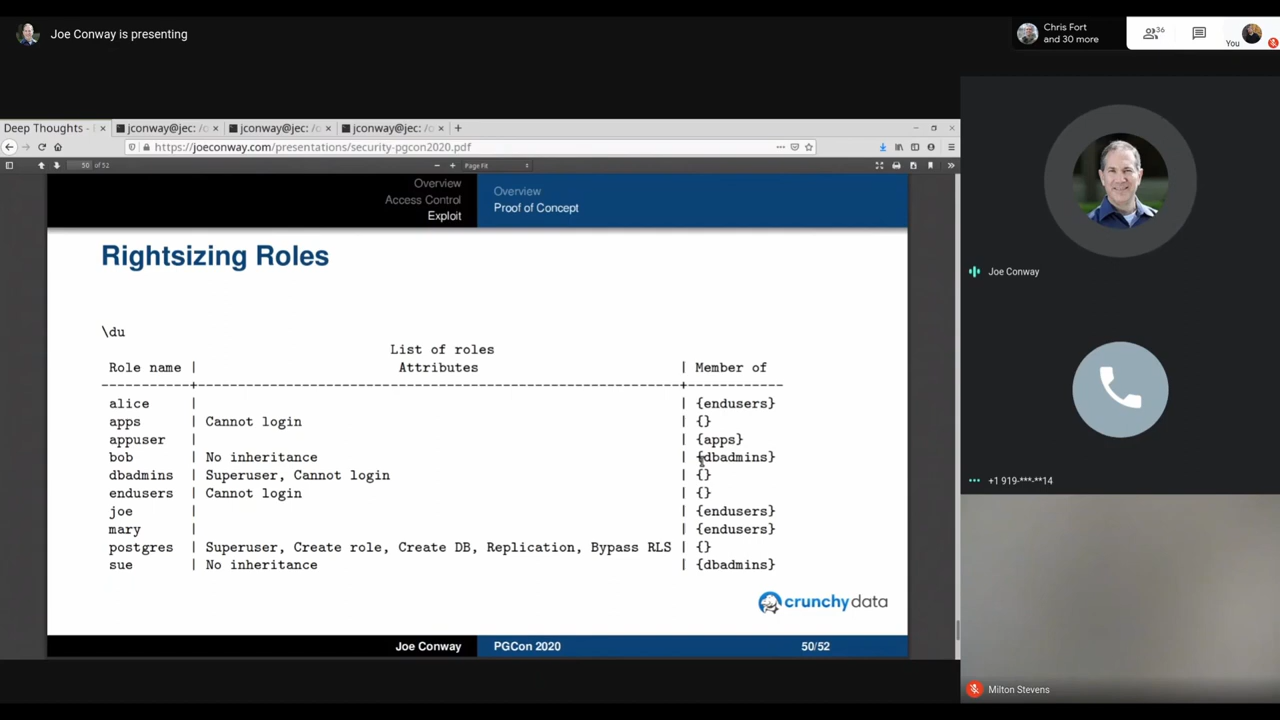 Joe Conway is presenting
Chris Fort
and 30 more
36
You
Deep Thoughts -
jconway@jec: /o
jconway@jec: /o
jconway@jec: /o
https://joeconway.com/presentations/security-pgcon2020.pdf
50 of 52
Page Fit
Overview
Access Control
Exploit
Overview
Proof of Concept
Rightsizing Roles
\du
List of roles
Role name | Attributes | Member of
-----------+-----------------------------------------------------------+-----------
alice | | {endusers}
apps | Cannot login | {}
appuser | | {apps}
bob | No inheritance | {dbadmins}
dbadmins | Superuser, Cannot login | {}
endusers | Cannot login | {}
joe | | {endusers}
mary | | {endusers}
postgres | Superuser, Create role, Create DB, Replication, Bypass RLS | {}
sue | No inheritance | {dbadmins}
crunchydata
Joe Conway
PGCon 2020
50/52
Joe Conway
+1 919-***-**14
Milton Stevens